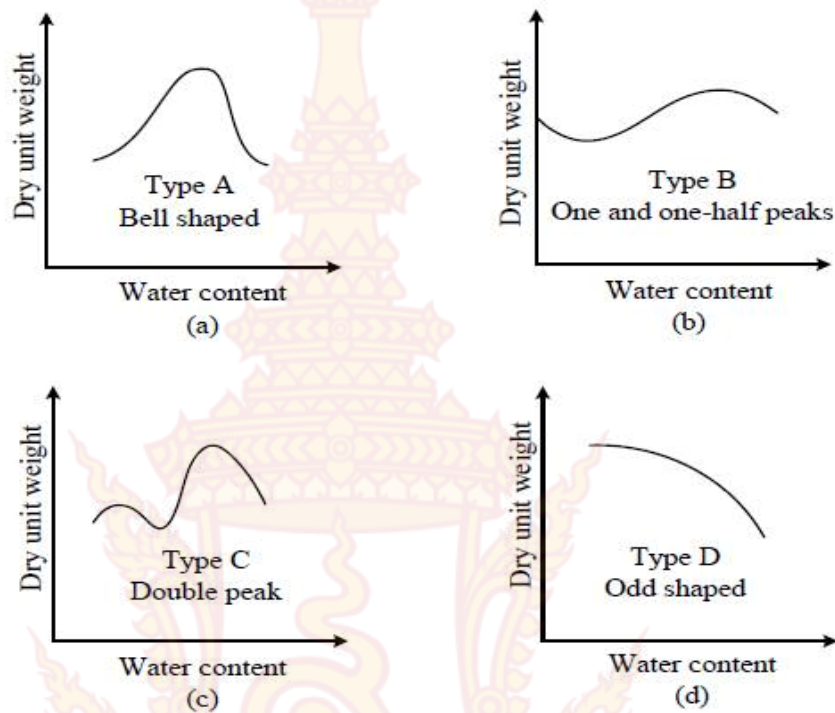 Dry unit weight
Type A
Bell shaped
Water content
(a)
Dry unit weight
Type B
One and one-half peaks
Water content
(b)
Dry unit weight
Type C
Double peak
Water content
(c)
Dry unit weight
Type D
Odd shaped
Water content
(d)